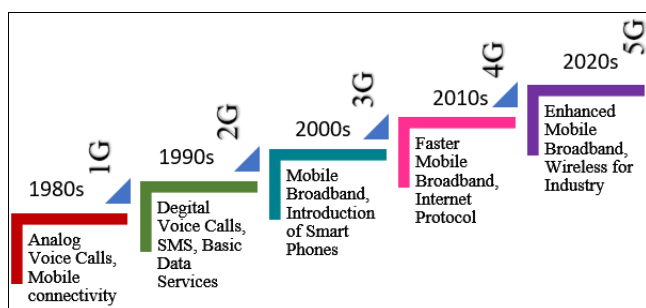 1980s
1G
Analog
Voice Calls,
Mobile
connectivity
1990s
2G
Degital
Voice Calls,
SMS, Basic
Data
Services
2000s
3G
Mobile
Broadband,
Introduction
of Smart
Phones
2010s
4G
Faster
Mobile
Broadband,
Internet
Protocol
2020s
5G
Enhanced
Mobile
Broadband,
Wireless for
Industry